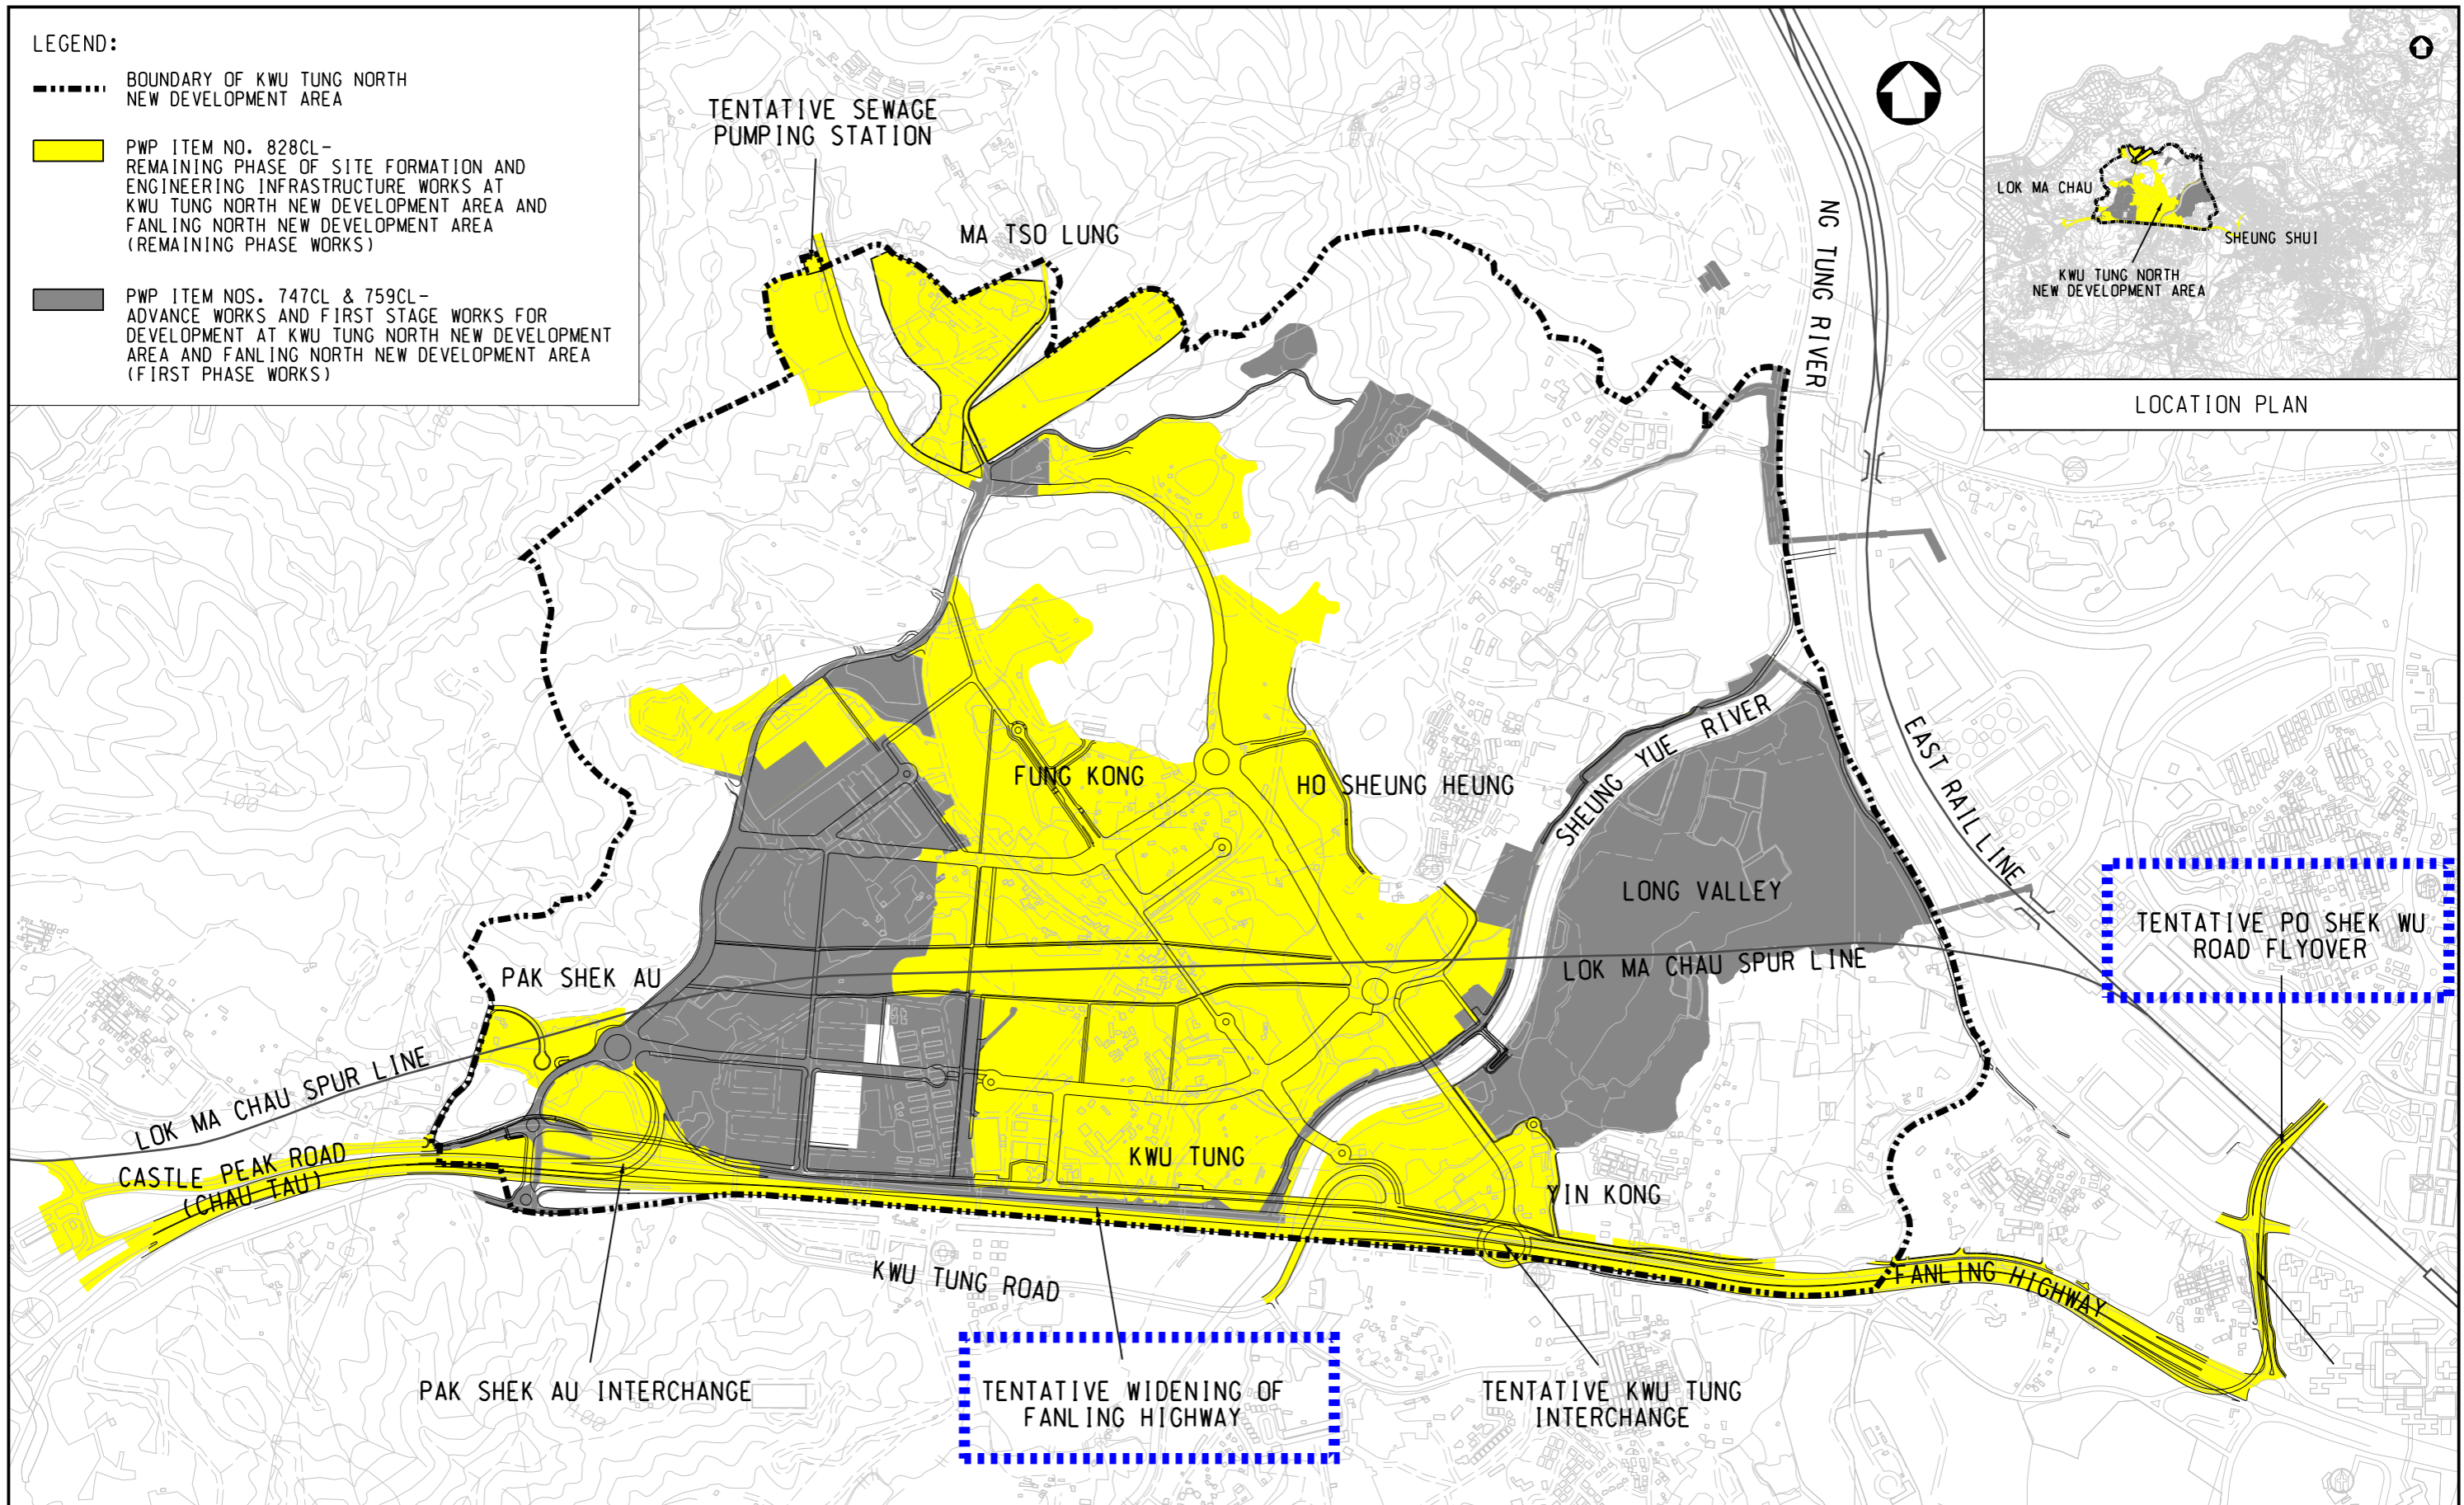 LEGEND:
BOUNDARY OF KWU TUNG NORTH
NEW DEVELOPMENT AREA
PWP ITEM NO. 828CL-
REMAINING PHASE OF SITE FORMATION AND
ENGINEERING INFRASTRUCTURE WORKS AT
KWU TUNG NORTH NEW DEVELOPMENT AREA AND
FANLING NORTH NEW DEVELOPMENT AREA
(REMAINING PHASE WORKS)
PWP ITEM NOS. 747CL & 759CL-
ADVANCE WORKS AND FIRST STAGE WORKS FOR
DEVELOPMENT AT KWU TUNG NORTH NEW DEVELOPMENT
AREA AND FANLING NORTH NEW DEVELOPMENT AREA
(FIRST PHASE WORKS)
TENTATIVE SEWAGE
PUMPING STATION
MA TSO LUNG
NG TUNG RIVER
LOK MA CHAU
SHEUNG SHUI
KWU TUNG NORTH
NEW DEVELOPMENT AREA
LOCATION PLAN
183
183
100
134
100
FUNG KONG
HO SHEUNG HEUNG
SHEUNG YUE RIVER
EAST RAIL LINE
LONG VALLEY
TENTATIVE PO SHEK WU
ROAD FLYOVER
PAK SHEK AU
LOK MA CHAU SPUR LINE
LOK MA CHAU SPUR LINE
CASTLE PEAK ROAD
(CHAU TAU)
KWU TUNG
YIN KONG
16
KWU TUNG ROAD
FANLING HIGHWAY
PAK SHEK AU INTERCHANGE
TENTATIVE WIDENING OF
FANLING HIGHWAY
TENTATIVE KWU TUNG
INTERCHANGE
100